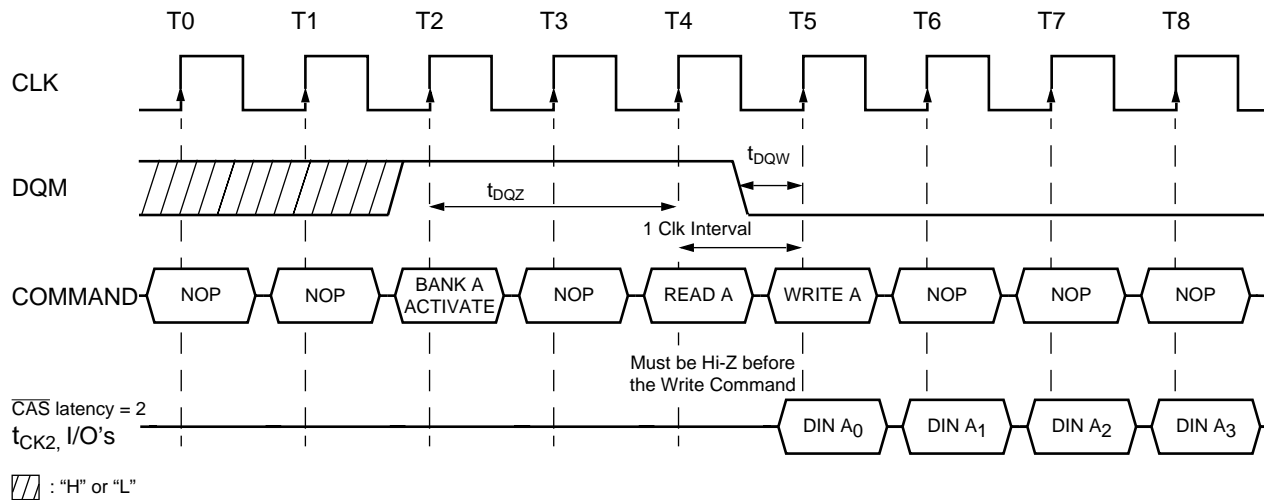 T0 T1 T2 T3 T4 T5 T6 T7 T8
CLK
tDQW
DQM
tDQZ
1 Clk Interval
COMMAND NOP NOP BANK A ACTIVATE NOP READ A WRITE A NOP NOP NOP
Must be Hi-Z before
the Write Command
CAS latency = 2
tCK2, I/O's DIN A0 DIN A1 DIN A2 DIN A3
: “H” or “L”